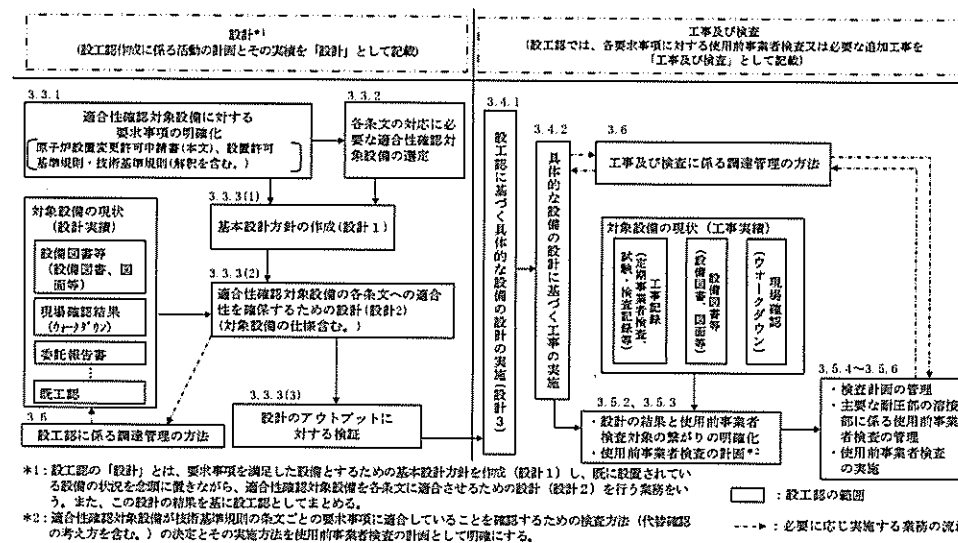 設計*1
(設工認作成に係る活動の計画とその実績を「設計」として記載)
工事及び検査
(設工認では、各要求事項に対する使用前事業者検査又は必要な追加工事を
「工事及び検査」として記載)
3.3.1
適合性確認対象設備に対する
要求事項の明確化
原子炉設置変更許可申請書(本文)、設置許可
基準規則・技術基準規則(解釈を含む。)
3.3.2
各条文の対応に必
要な適合性確認対
象設備の選定
3.3.3(1)
基本設計方針の作成(設計1)
対象設備の現状
(設計実績)
設備図書等
(設備図書、図
面等)
現場確認結果
(ウォークダウン)
委託報告書
⋮
既工認
3.3.3(2)
適合性確認対象設備の各条文への適合
性を確保するための設計(設計2)
(対象設備の仕様含む。)
3.3.3(3)
設計のアウトプットに
対する検証
3.6
設工認に係る調達管理の方法
3.4.1
設工認に基づく具体的な設備の設計の実施(設計3)
3.4.2
具体的な設備の設計に基づく工事の実施
3.6
工事及び検査に係る調達管理の方法
対象設備の現状(工事実績)
工事記録
(定期事業者検査、
試験・検査記録等)
設備図書等
(設備図書、図面等)
現場確認
(ウオークダウン)
3.5.2、3.5.3
・設計の結果と使用前事業者
検査対象の繋がりの明確化
・使用前事業者検査の計画*2
3.5.4~3.5.6
・検査計画の管理
・主要な耐圧部の溶接
部に係る使用前事業
者検査の管理
・使用前事業者検査
の実施
*1:設工認の「設計」とは、要求事項を満足した設備とするための基本設計方針を作成(設計1)し、既に設置されてい
る設備の状況を念頭に置きながら、適合性確認対象設備を各条文に適合させるための設計(設計2)を行う業務をい
う。また、この設計の結果を基に設工認としてまとめる。
*2:適合性確認対象設備が技術基準規則の条文ごとの要求事項に適合していることを確認するための検査方法(代替確認
の考え方を含む。)の決定とその実施方法を使用前事業者検査の計画として明確にする。
:設工認の範囲
:必要に応じ実施する業務の流れ